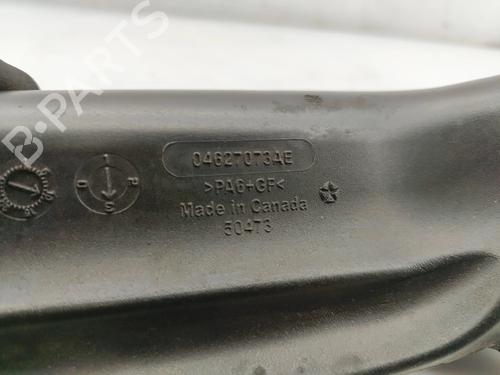 B-PARTS
04627073AE
>PA6+GF<
Made in Canada
50473